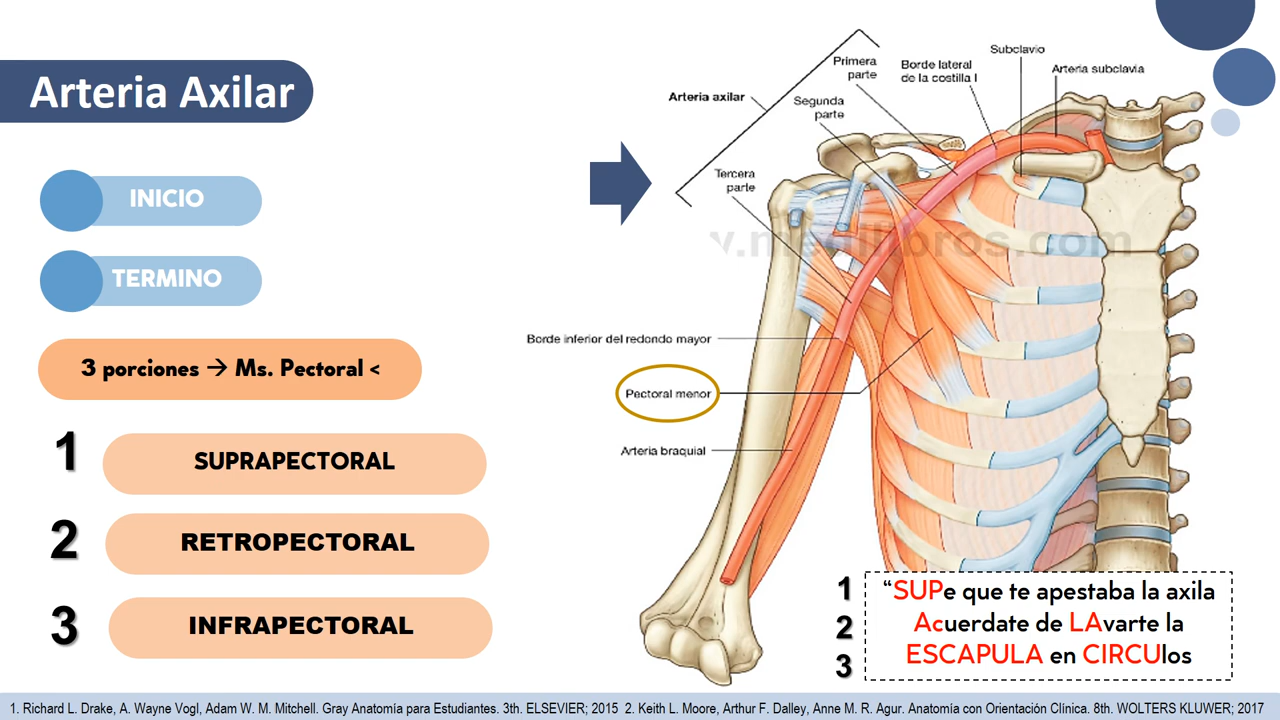 Arteria Axilar
INICIO
TERMINO
3 porciones → Ms. Pectoral <
1
SUPRAPECTORAL
2
RETROPECTORAL
3
INFRAPECTORAL
Arteria axilar
Primera
parte
Segunda
parte
Tercera
parte
Borde lateral
de la costilla I
Subclavio
Arteria subclavia
v.medilibros.com
Borde inferior del redondo mayor
Pectoral menor
Arteria braquial
1 "SUPe que te apestaba la axila
2 Acuerdate de LAvarte la
3 ESCAPULA en CIRCUlos
1. Richard L. Drake, A. Wayne Vogl, Adam W. M. Mitchell. Gray Anatomía para Estudiantes. 3th. ELSEVIER; 2015 2. Keith L. Moore, Arthur F. Dalley, Anne M. R. Agur. Anatomía con Orientación Clínica. 8th. WOLTERS KLUWER; 2017